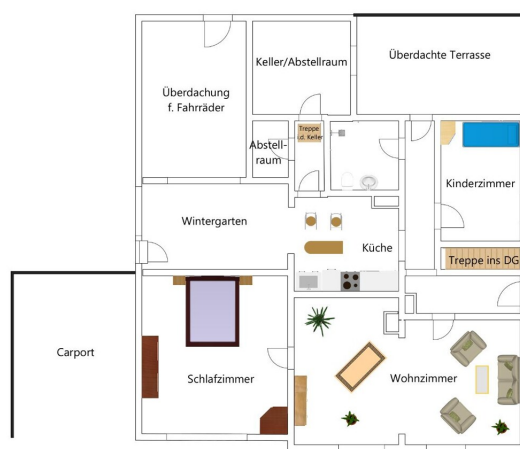 Überdachte Terrasse
Keller/Abstellraum
Überdachung
f. Fahrräder
Treppe
i.d. Keller
Abstell-
raum
Kinderzimmer
Wintergarten
Küche
Treppe ins DG
Carport
Schlafzimmer
Wohnzimmer